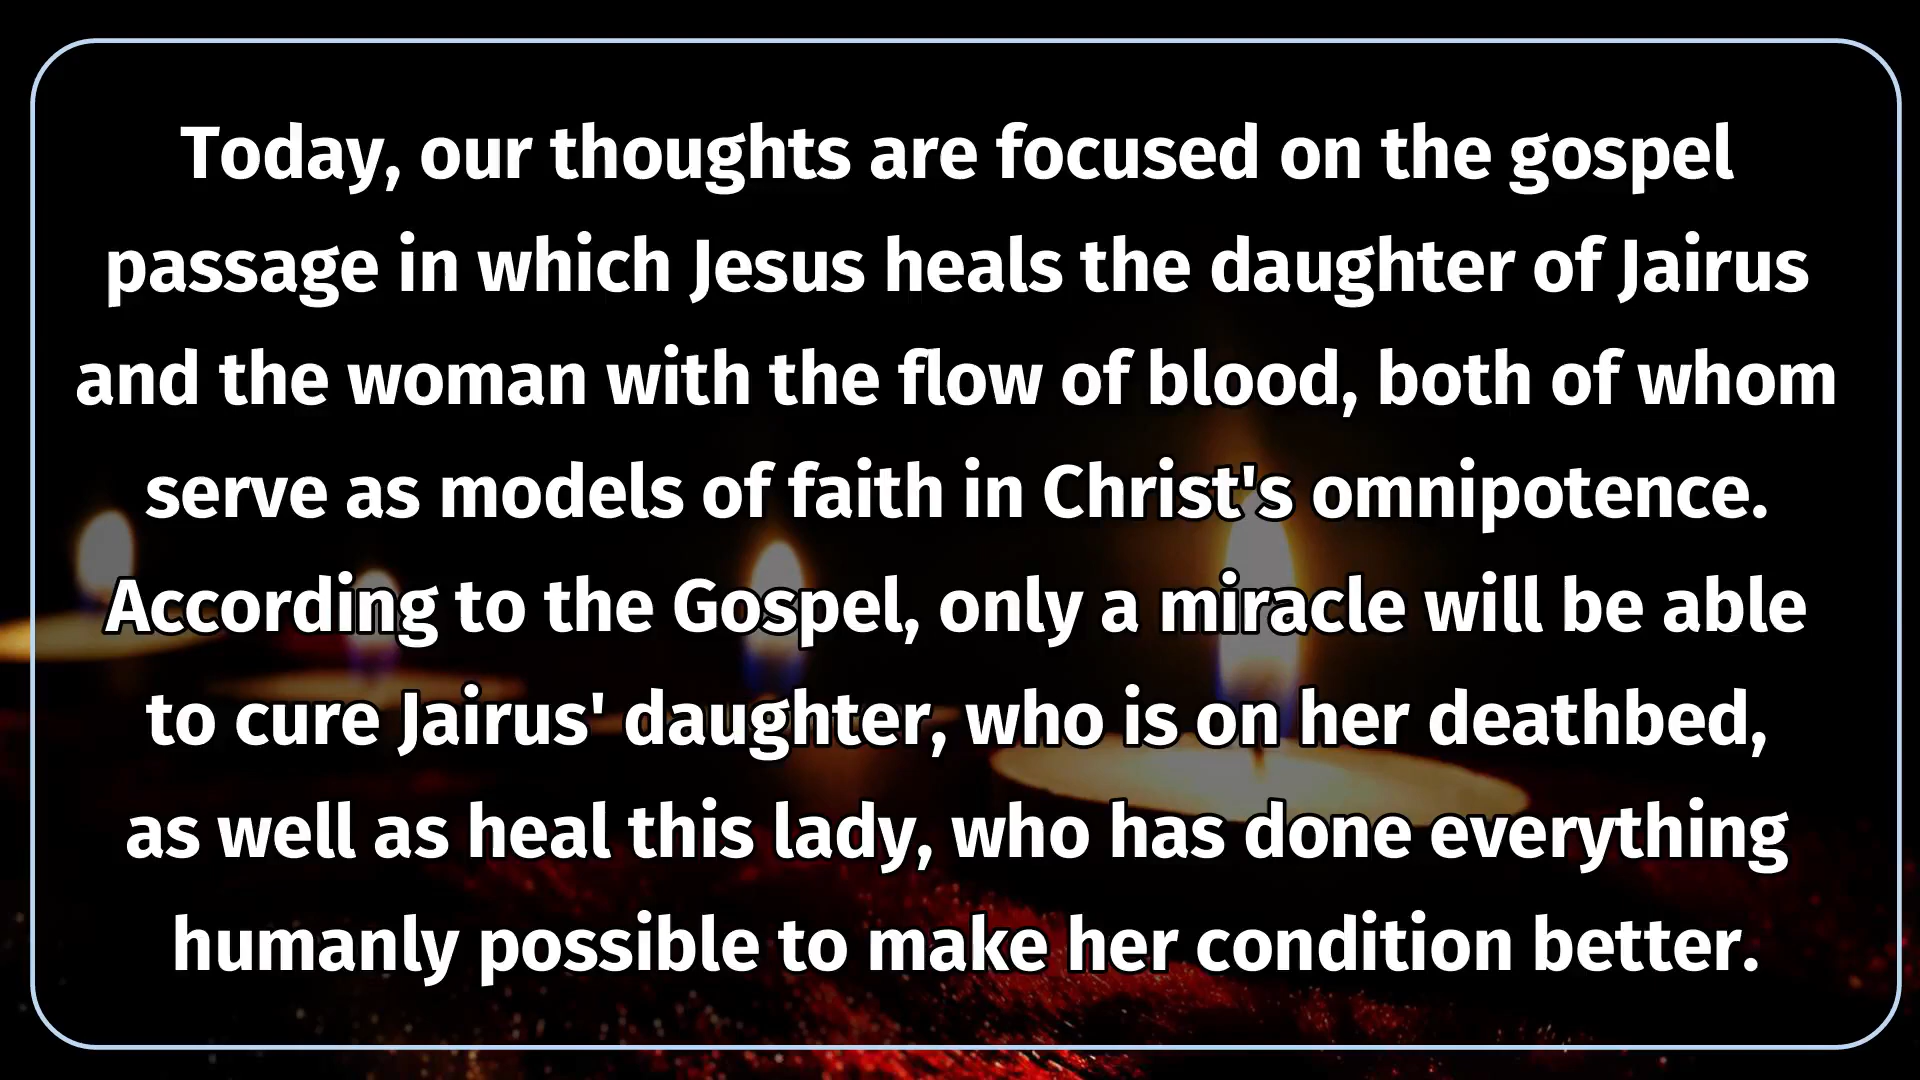 Today, our thoughts are focused on the gospel
passage in which Jesus heals the daughter of Jairus
and the woman with the flow of blood, both of whom
serve as models of faith in Christ's omnipotence.
According to the Gospel, only a miracle will be able
to cure Jairus' daughter, who is on her deathbed,
as well as heal this lady, who has done everything
humanly possible to make her condition better.